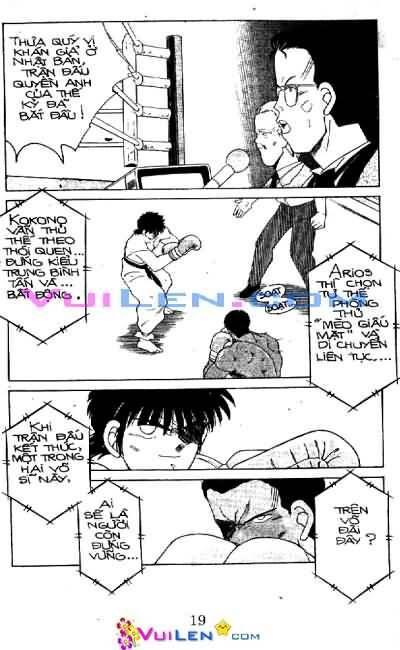 THƯA QUÝ VỊ
KHÁN GIẢ Ở
NHẬT BẢN,
TRẬN ĐẤU
QUYỀN ANH
CỦA THẾ
KỶ ĐÃ
BẮT ĐẦU!
KOKONO
VẪN THỦ
THẾ THEO
THÓI QUEN...
ĐỨNG KIỂU
TRUNG BÌNH
TẤN VÀ...
BẤT ĐỘNG.
SOẠT
SOẠT...
ARIOS
THÌ CHỌN
THẾ
PHÒNG
THỦ
"MÈO GIẤU
MẶT" VÀ
DI CHUYỂN
LIÊN TỤC,...
VUILEN.COM
KHI
TRẬN ĐẤU
KẾT THÚC,
MỘT TRONG
HAI VÕ
SĨ NÀY,
AI
SẼ LÀ
NGƯỜI
CÒN
ĐỨNG
VỮNG...
TRÊN
VÕ
ĐÀI
ĐÂY?
19
VUILEN.COM